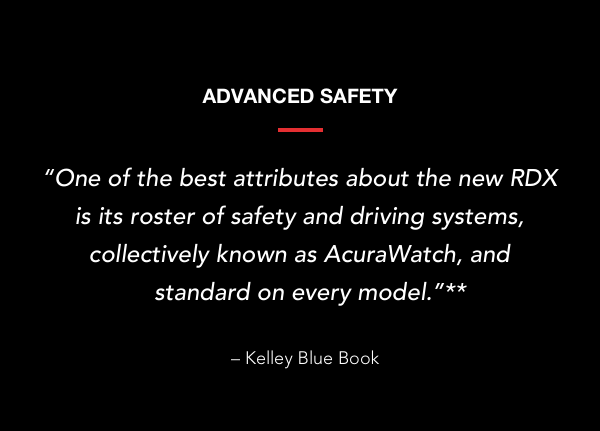 ADVANCED SAFETY
“One of the best attributes about the new RDX
is its roster of safety and driving systems,
collectively known as AcuraWatch, and
standard on every model.”**
– Kelley Blue Book